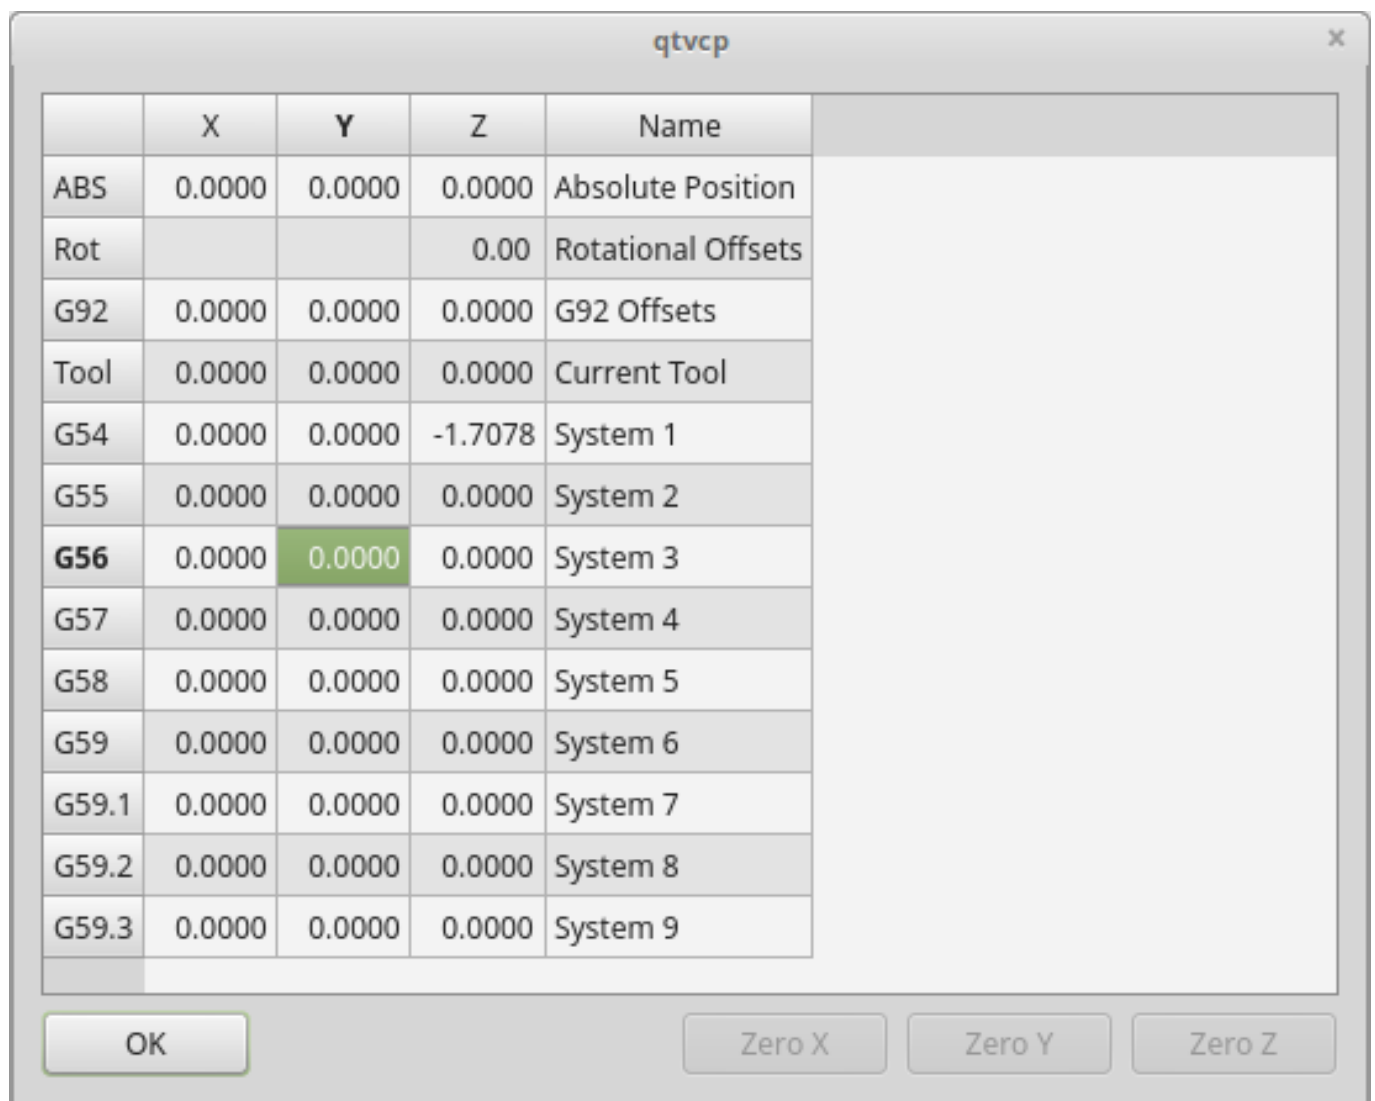 qtvcp ×
X Y Z Name
ABS 0.0000 0.0000 0.0000 Absolute Position
Rot 0.00 Rotational Offsets
G92 0.0000 0.0000 0.0000 G92 Offsets
Tool 0.0000 0.0000 0.0000 Current Tool
G54 0.0000 0.0000 -1.7078 System 1
G55 0.0000 0.0000 0.0000 System 2
G56 0.0000 0.0000 0.0000 System 3
G57 0.0000 0.0000 0.0000 System 4
G58 0.0000 0.0000 0.0000 System 5
G59 0.0000 0.0000 0.0000 System 6
G59.1 0.0000 0.0000 0.0000 System 7
G59.2 0.0000 0.0000 0.0000 System 8
G59.3 0.0000 0.0000 0.0000 System 9
OK Zero X Zero Y Zero Z